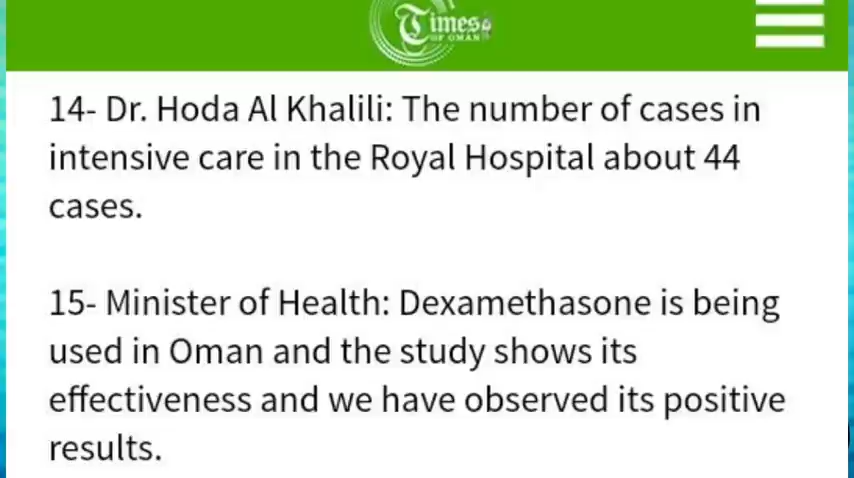 Times
OF OMAN
14- Dr. Hoda Al Khalili: The number of cases in
intensive care in the Royal Hospital about 44
cases.
15- Minister of Health: Dexamethasone is being
used in Oman and the study shows its
effectiveness and we have observed its positive
results.